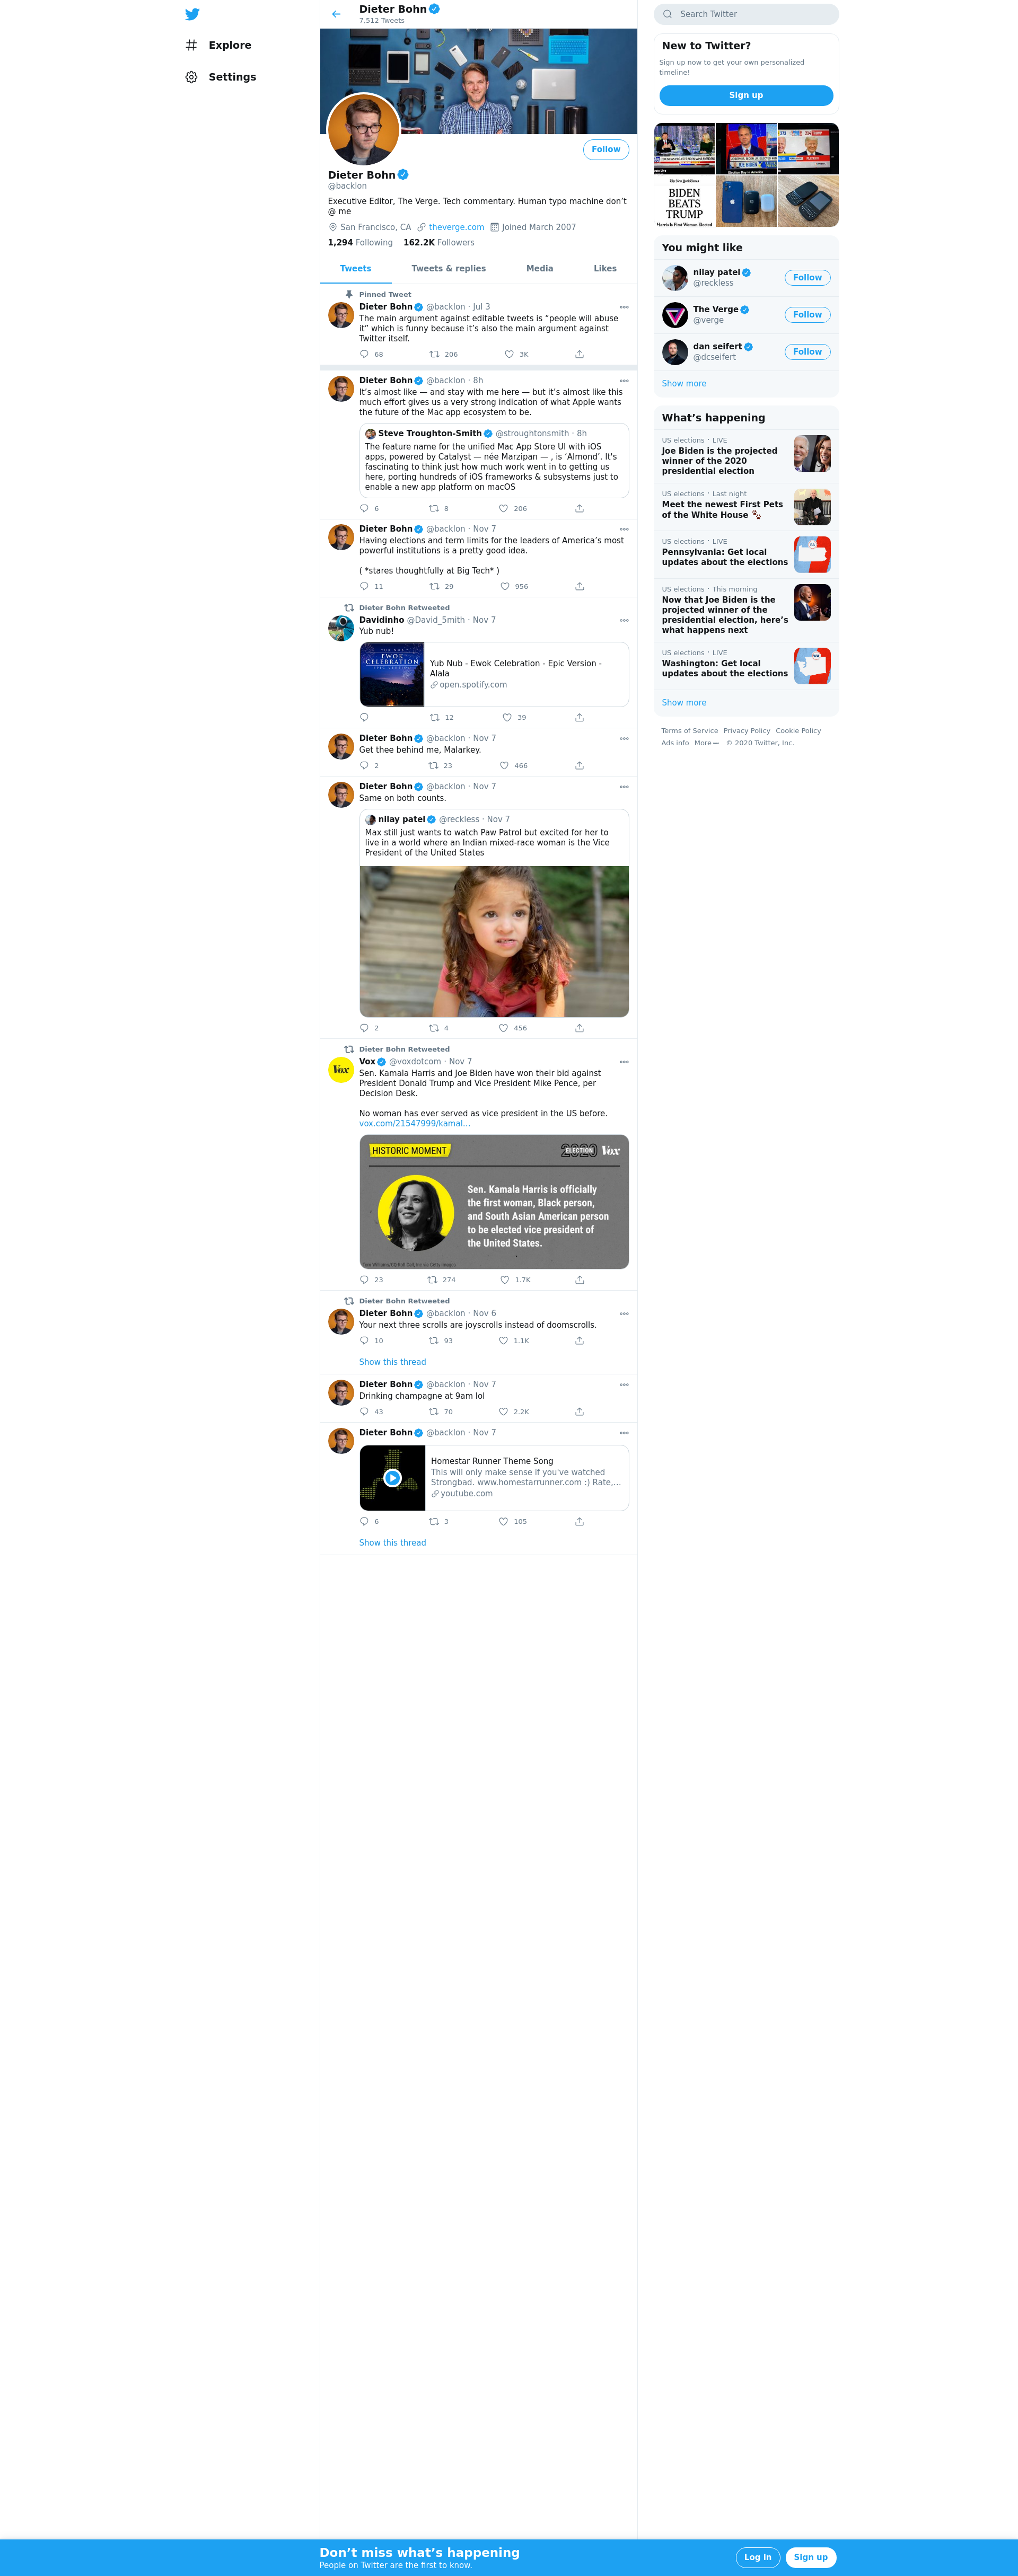 Explore
Settings
Dieter Bohn
7,512 Tweets
Follow
Dieter Bohn
@backlon
Executive Editor, The Verge. Tech commentary. Human typo machine don’t
@ me
San Francisco, CA theverge.com Joined March 2007
1,294 Following 162.2K Followers
Tweets Tweets & replies Media Likes
Pinned Tweet
Dieter Bohn @backlon · Jul 3
The main argument against editable tweets is “people will abuse
it” which is funny because it’s also the main argument against
Twitter itself.
68 206 3K
Dieter Bohn @backlon · 8h
It’s almost like — and stay with me here — but it’s almost like this
much effort gives us a very strong indication of what Apple wants
the future of the Mac app ecosystem to be.
Steve Troughton-Smith @stroughtonsmith · 8h
The feature name for the unified Mac App Store UI with iOS
apps, powered by Catalyst — née Marzipan — , is ‘Almond’. It's
fascinating to think just how much work went in to getting us
here, porting hundreds of iOS frameworks & subsystems just to
enable a new app platform on macOS
6 8 206
Dieter Bohn @backlon · Nov 7
Having elections and term limits for the leaders of America’s most
powerful institutions is a pretty good idea.
( *stares thoughtfully at Big Tech* )
11 29 956
Dieter Bohn Retweeted
Davidinho @David_5mith · Nov 7
Yub nub!
YUB NUB
EWOK
CELEBRATION
EPIC VERSION
Yub Nub - Ewok Celebration - Epic Version -
Alala
open.spotify.com
12 39
Dieter Bohn @backlon · Nov 7
Get thee behind me, Malarkey.
2 23 466
Dieter Bohn @backlon · Nov 7
Same on both counts.
nilay patel @reckless · Nov 7
Max still just wants to watch Paw Patrol but excited for her to
live in a world where an Indian mixed-race woman is the Vice
President of the United States
2 4 456
Dieter Bohn Retweeted
Vox
Vox @voxdotcom · Nov 7
Sen. Kamala Harris and Joe Biden have won their bid against
President Donald Trump and Vice President Mike Pence, per
Decision Desk.
No woman has ever served as vice president in the US before.
vox.com/21547999/kamal…
HISTORIC MOMENT
2020 ELECTION Vox
Sen. Kamala Harris is officially
the first woman, Black person,
and South Asian American person
to be elected vice president of
the United States.
23 274 1.7K
Dieter Bohn Retweeted
Dieter Bohn @backlon · Nov 6
Your next three scrolls are joyscrolls instead of doomscrolls.
10 93 1.1K
Show this thread
Dieter Bohn @backlon · Nov 7
Drinking champagne at 9am lol
43 70 2.2K
Dieter Bohn @backlon · Nov 7
Homestar Runner Theme Song
This will only make sense if you've watched
Strongbad. www.homestarrunner.com :) Rate,…
youtube.com
6 3 105
Show this thread
Search Twitter
New to Twitter?
Sign up now to get your own personalized
timeline!
Sign up
The New York Times
BIDEN
BEATS
TRUMP
Harris Is First Woman Elected
You might like
nilay patel
@reckless
Follow
The Verge
@verge
Follow
dan seifert
@dcseifert
Follow
Show more
What’s happening
US elections · LIVE
Joe Biden is the projected
winner of the 2020
presidential election
US elections · Last night
Meet the newest First Pets
of the White House 🐾
US elections · LIVE
Pennsylvania: Get local
updates about the elections
US elections · This morning
Now that Joe Biden is the
projected winner of the
presidential election, here’s
what happens next
US elections · LIVE
Washington: Get local
updates about the elections
Show more
Terms of Service Privacy Policy Cookie Policy
Ads info More © 2020 Twitter, Inc.
Don’t miss what’s happening
People on Twitter are the first to know.
Log in
Sign up